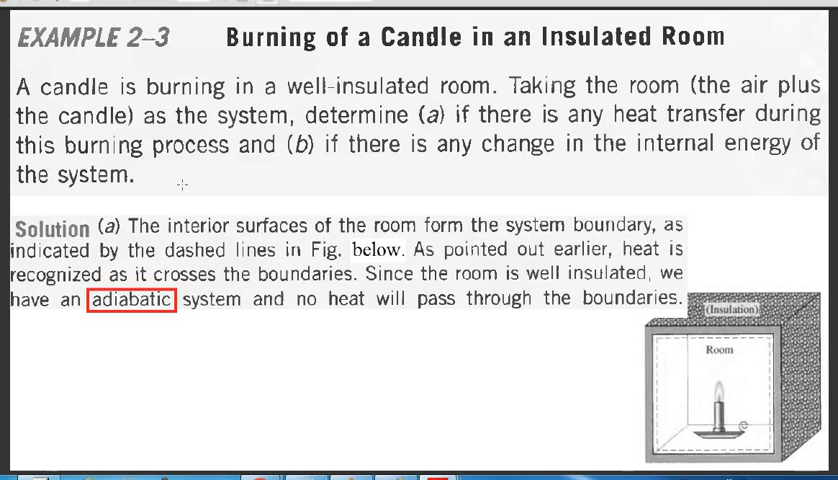 EXAMPLE 2–3 Burning of a Candle in an Insulated Room
A candle is burning in a well-insulated room. Taking the room (the air plus
the candle) as the system, determine (a) if there is any heat transfer during
this burning process and (b) if there is any change in the internal energy of
the system.
Solution (a) The interior surfaces of the room form the system boundary, as
indicated by the dashed lines in Fig. below. As pointed out earlier, heat is
recognized as it crosses the boundaries. Since the room is well insulated, we
have an adiabatic system and no heat will pass through the boundaries.
(Insulation)
Room